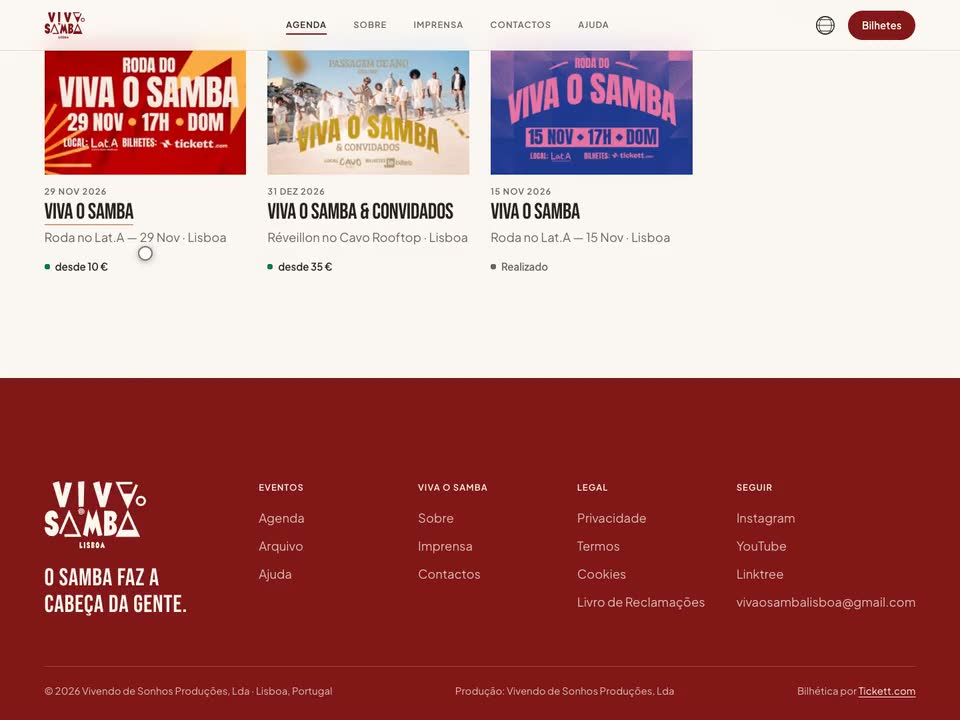 VIVO
SAMBA
LISBOA
AGENDA
SOBRE
IMPRENSA
CONTACTOS
AJUDA
Bilhetes
RODA DO
VIVA O SAMBA
29 NOV • 17H • DOM
LOCAL: Lat.A BILHETES: tickett.com
29 NOV 2026
VIVA O SAMBA
Roda no Lat.A — 29 Nov · Lisboa
desde 10 €
PASSAGEM DE ANO
VIVA O SAMBA
& CONVIDADOS
LOCAL CAVO BILHETES
31 DEZ 2026
VIVA O SAMBA & CONVIDADOS
Réveillon no Cavo Rooftop · Lisboa
desde 35 €
RODA DO
VIVA O SAMBA
15 NOV • 17H • DOM
LOCAL: Lat.A BILHETES: tickett.com
15 NOV 2026
VIVA O SAMBA
Roda no Lat.A — 15 Nov · Lisboa
Realizado
VIVO
SAMBA
LISBOA
O SAMBA FAZ A
CABEÇA DA GENTE.
EVENTOS
Agenda
Arquivo
Ajuda
VIVA O SAMBA
Sobre
Imprensa
Contactos
LEGAL
Privacidade
Termos
Cookies
Livro de Reclamações
SEGUIR
Instagram
YouTube
Linktree
vivaosambalisboa@gmail.com
© 2026 Vivendo de Sonhos Produções, Lda · Lisboa, Portugal
Produção: Vivendo de Sonhos Produções, Lda
Bilhética por Tickett.com